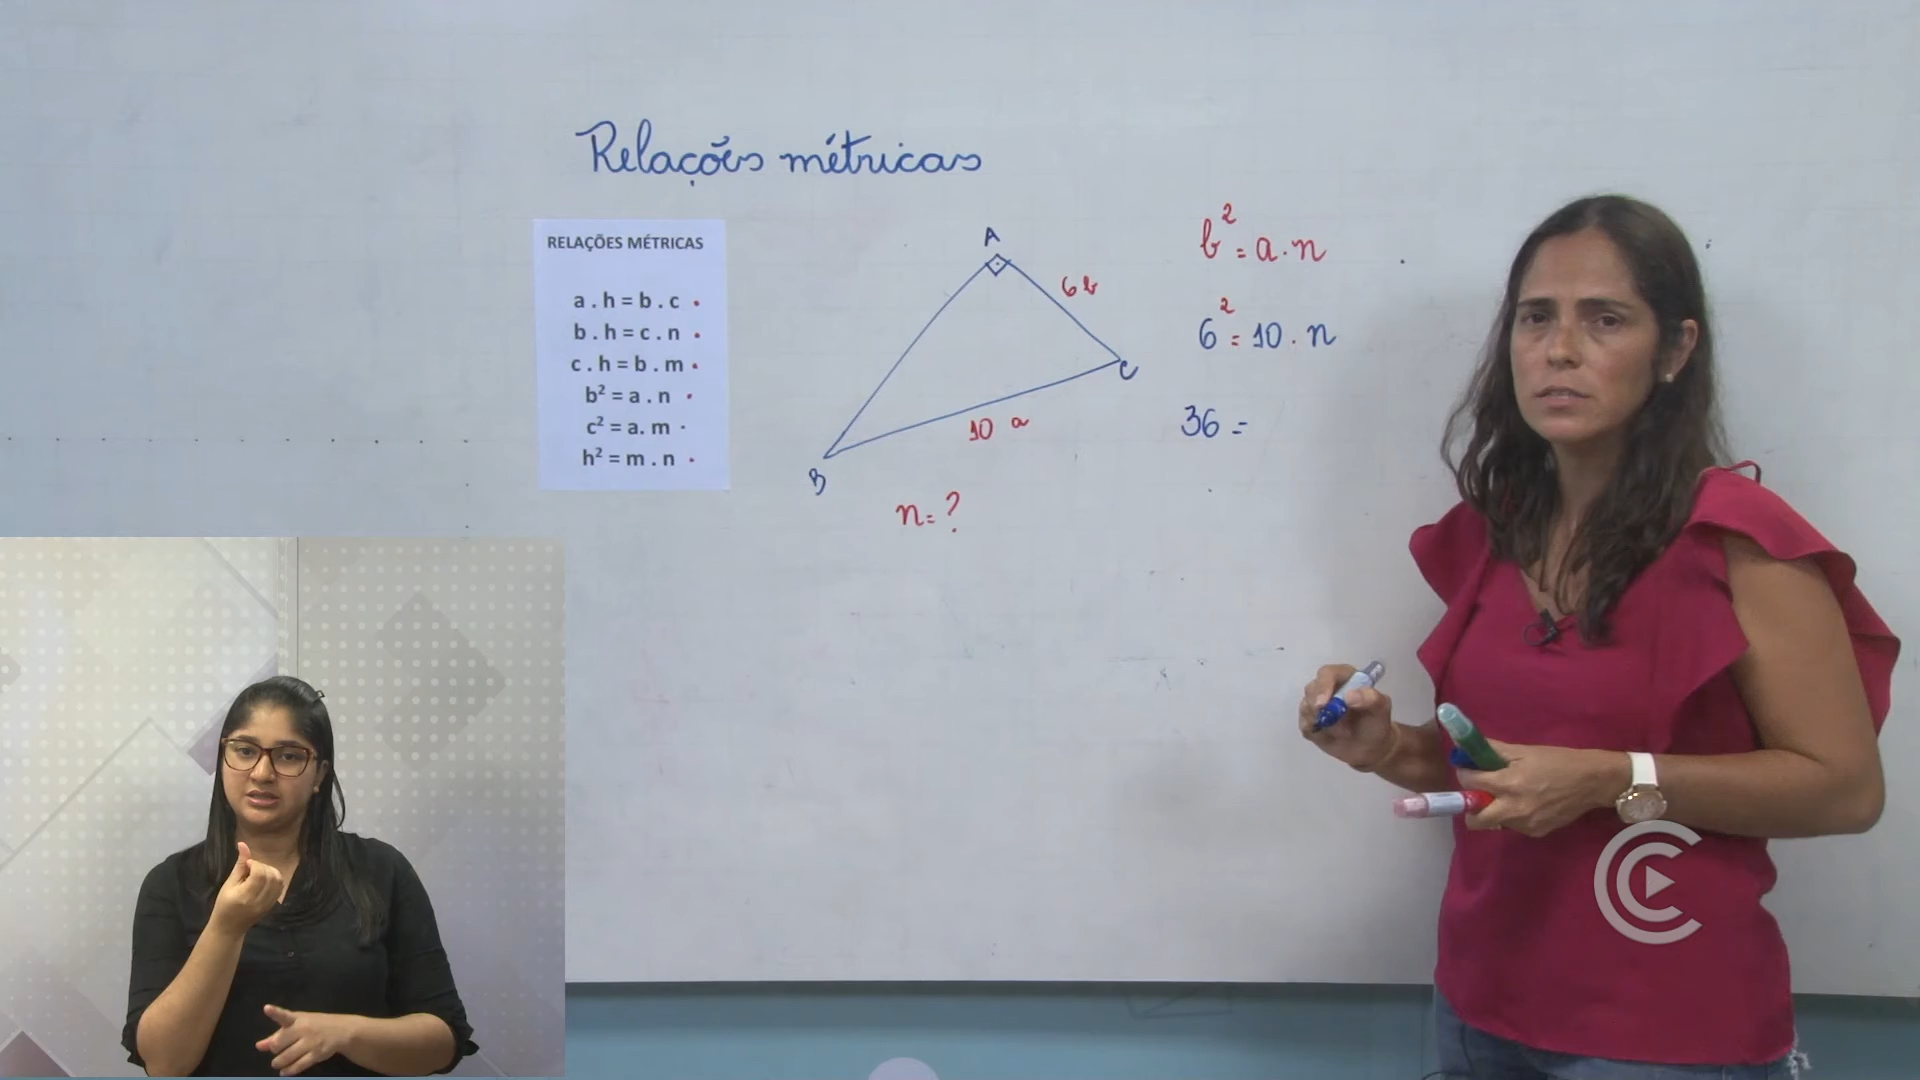 Relações métricas
RELAÇÕES MÉTRICAS
a . h = b . c
b . h = c . n
c . h = b . m
b² = a . n
c² = a. m
h² = m . n
A
6 b
C
10 a
B
n = ?
b² = a . n
6² = 10 . n
36 =